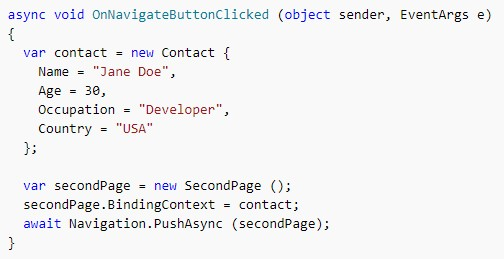 async void OnNavigateButtonClicked (object sender, EventArgs e)
{
  var contact = new Contact {
    Name = "Jane Doe",
    Age = 30,
    Occupation = "Developer",
    Country = "USA"
  };

  var secondPage = new SecondPage ();
  secondPage.BindingContext = contact;
  await Navigation.PushAsync (secondPage);
}